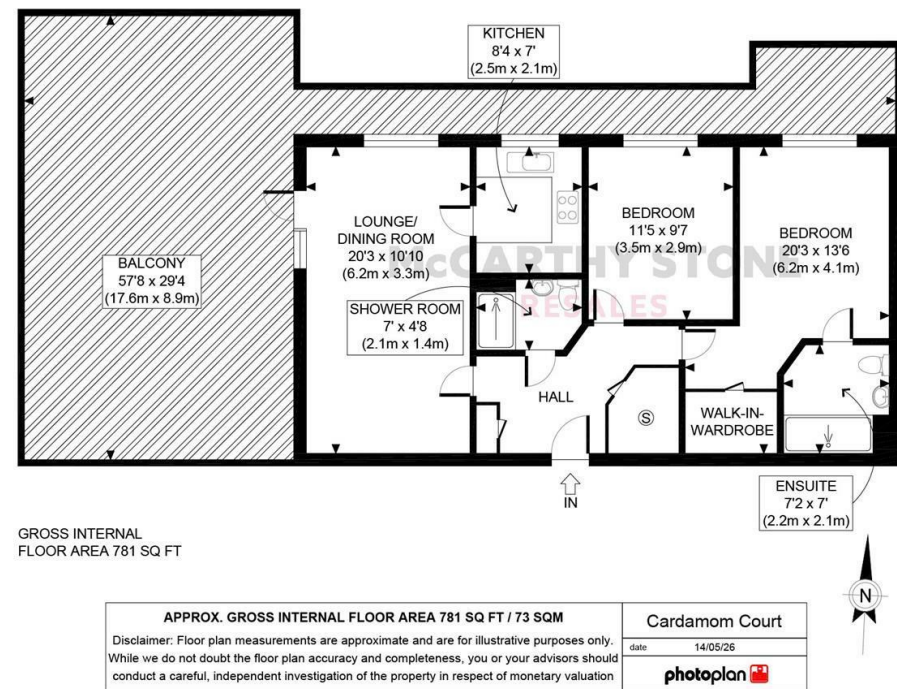 KITCHEN
8'4 x 7'
(2.5m x 2.1m)
LOUNGE/
DINING ROOM
20'3 x 10'10
(6.2m x 3.3m)
BEDROOM
11'5 x 9'7
(3.5m x 2.9m)
BEDROOM
20'3 x 13'6
(6.2m x 4.1m)
McCARTHY STONE
RESALES
BALCONY
57'8 x 29'4
(17.6m x 8.9m)
SHOWER ROOM
7' x 4'8
(2.1m x 1.4m)
HALL
S
WALK-IN-
WARDROBE
IN
ENSUITE
7'2 x 7'
(2.2m x 2.1m)
GROSS INTERNAL
FLOOR AREA 781 SQ FT
N
APPROX. GROSS INTERNAL FLOOR AREA 781 SQ FT / 73 SQM
Disclaimer: Floor plan measurements are approximate and are for illustrative purposes only.
While we do not doubt the floor plan accuracy and completeness, you or your advisors should
conduct a careful, independent investigation of the property in respect of monetary valuation
Cardamom Court
date 14/05/26
photoplan